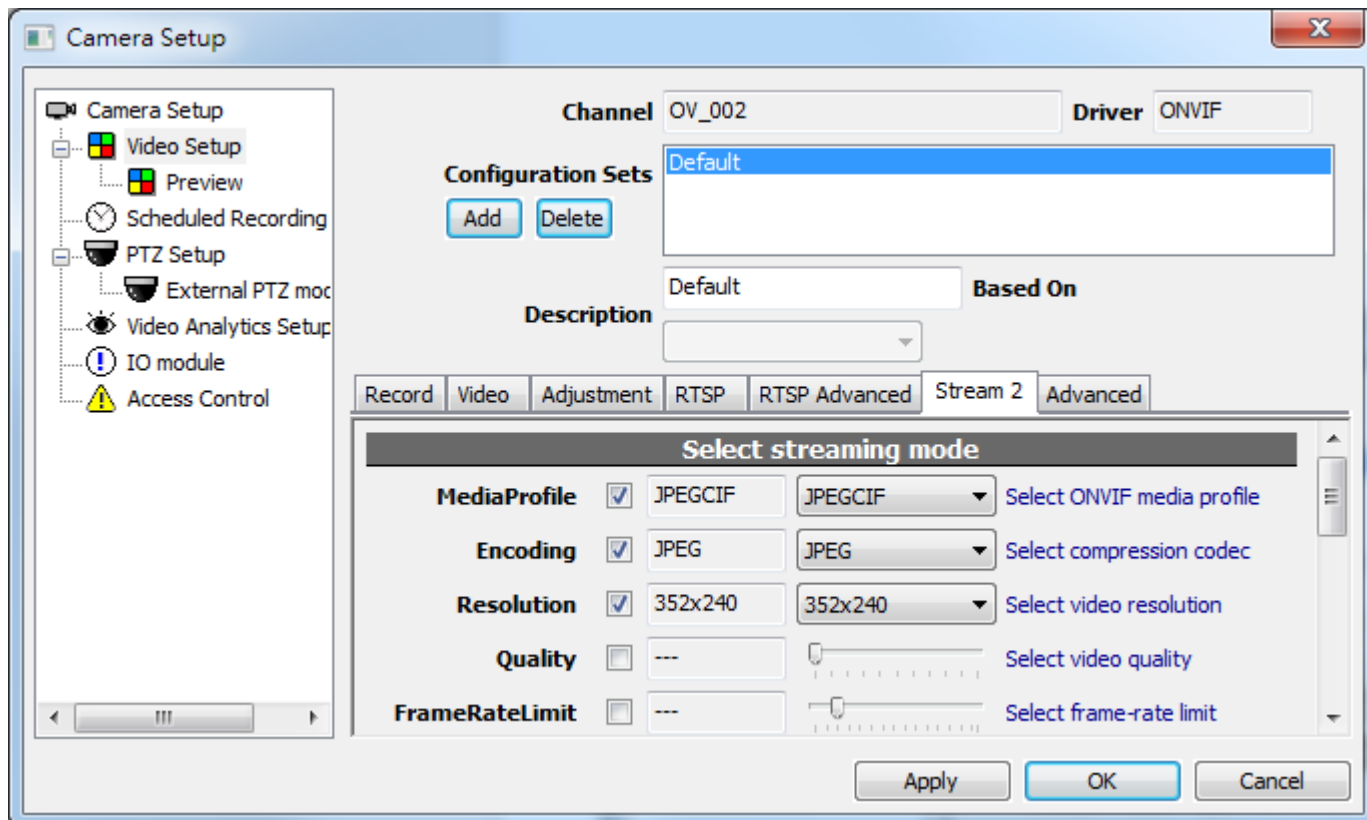 Camera Setup
Camera Setup
Video Setup
Preview
Scheduled Recording
PTZ Setup
External PTZ moc
Video Analytics Setup
IO module
Access Control
Channel OV_002 Driver ONVIF
Configuration Sets Default
Add Delete
Default Based On
Description
Record Video Adjustment RTSP RTSP Advanced Stream 2 Advanced
Select streaming mode
MediaProfile JPEGCIF JPEGCIF Select ONVIF media profile
Encoding JPEG JPEG Select compression codec
Resolution 352x240 352x240 Select video resolution
Quality --- Select video quality
FrameRateLimit --- Select frame-rate limit
Apply OK Cancel